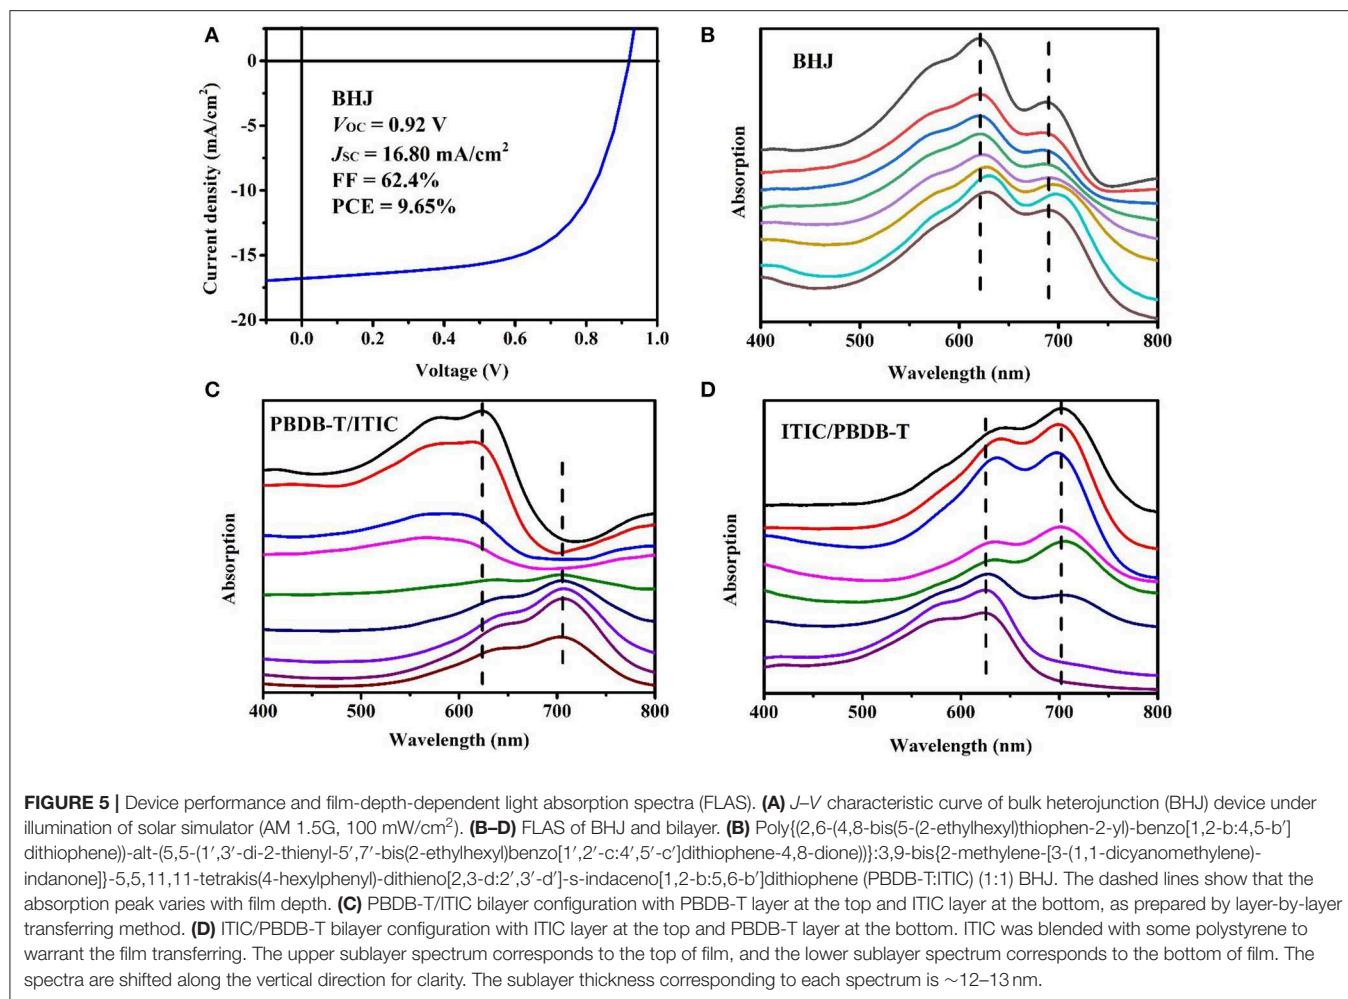 A
BHJ
VOC = 0.92 V
JSC = 16.80 mA/cm²
FF = 62.4%
PCE = 9.65%
Current density (mA/cm²)
0
-5
-10
-15
-20
0.0 0.2 0.4 0.6 0.8 1.0
Voltage (V)
B
BHJ
Absorption
400 500 600 700 800
Wavelength (nm)
C
PBDB-T/ITIC
Absorption
400 500 600 700 800
Wavelength (nm)
D
ITIC/PBDB-T
Absorption
400 500 600 700 800
Wavelength (nm)
FIGURE 5 | Device performance and film-depth-dependent light absorption spectra (FLAS). (A) J–V characteristic curve of bulk heterojunction (BHJ) device under
illumination of solar simulator (AM 1.5G, 100 mW/cm²). (B–D) FLAS of BHJ and bilayer. (B) Poly{(2,6-(4,8-bis(5-(2-ethylhexyl)thiophen-2-yl)-benzo[1,2-b:4,5-b′]
dithiophene))-alt-(5,5-(1′,3′-di-2-thienyl-5′,7′-bis(2-ethylhexyl)benzo[1′,2′-c:4′,5′-c′]dithiophene-4,8-dione))}:3,9-bis{2-methylene-[3-(1,1-dicyanomethylene)-
indanone]}-5,5,11,11-tetrakis(4-hexylphenyl)-dithieno[2,3-d:2′,3′-d′]-s-indaceno[1,2-b:5,6-b′]dithiophene (PBDB-T:ITIC) (1:1) BHJ. The dashed lines show that the
absorption peak varies with film depth. (C) PBDB-T/ITIC bilayer configuration with PBDB-T layer at the top and ITIC layer at the bottom, as prepared by layer-by-layer
transferring method. (D) ITIC/PBDB-T bilayer configuration with ITIC layer at the top and PBDB-T layer at the bottom. ITIC was blended with some polystyrene to
warrant the film transferring. The upper sublayer spectrum corresponds to the top of film, and the lower sublayer spectrum corresponds to the bottom of film. The
spectra are shifted along the vertical direction for clarity. The sublayer thickness corresponding to each spectrum is ~12–13 nm.